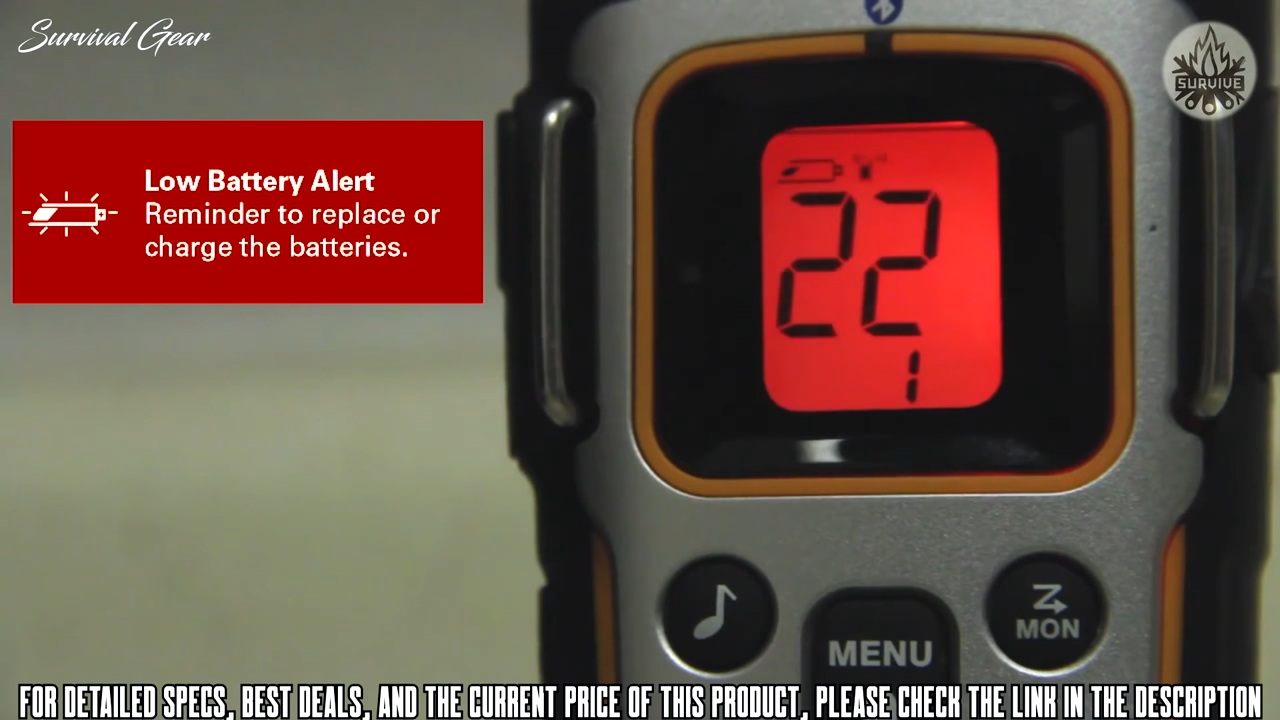 Survival Gear
SURVIVE
Low Battery Alert
Reminder to replace or
charge the batteries.
22
1
MON
MENU
FOR DETAILED SPECS, BEST DEALS, AND THE CURRENT PRICE OF THIS PRODUCT, PLEASE CHECK THE LINK IN THE DESCRIPTION